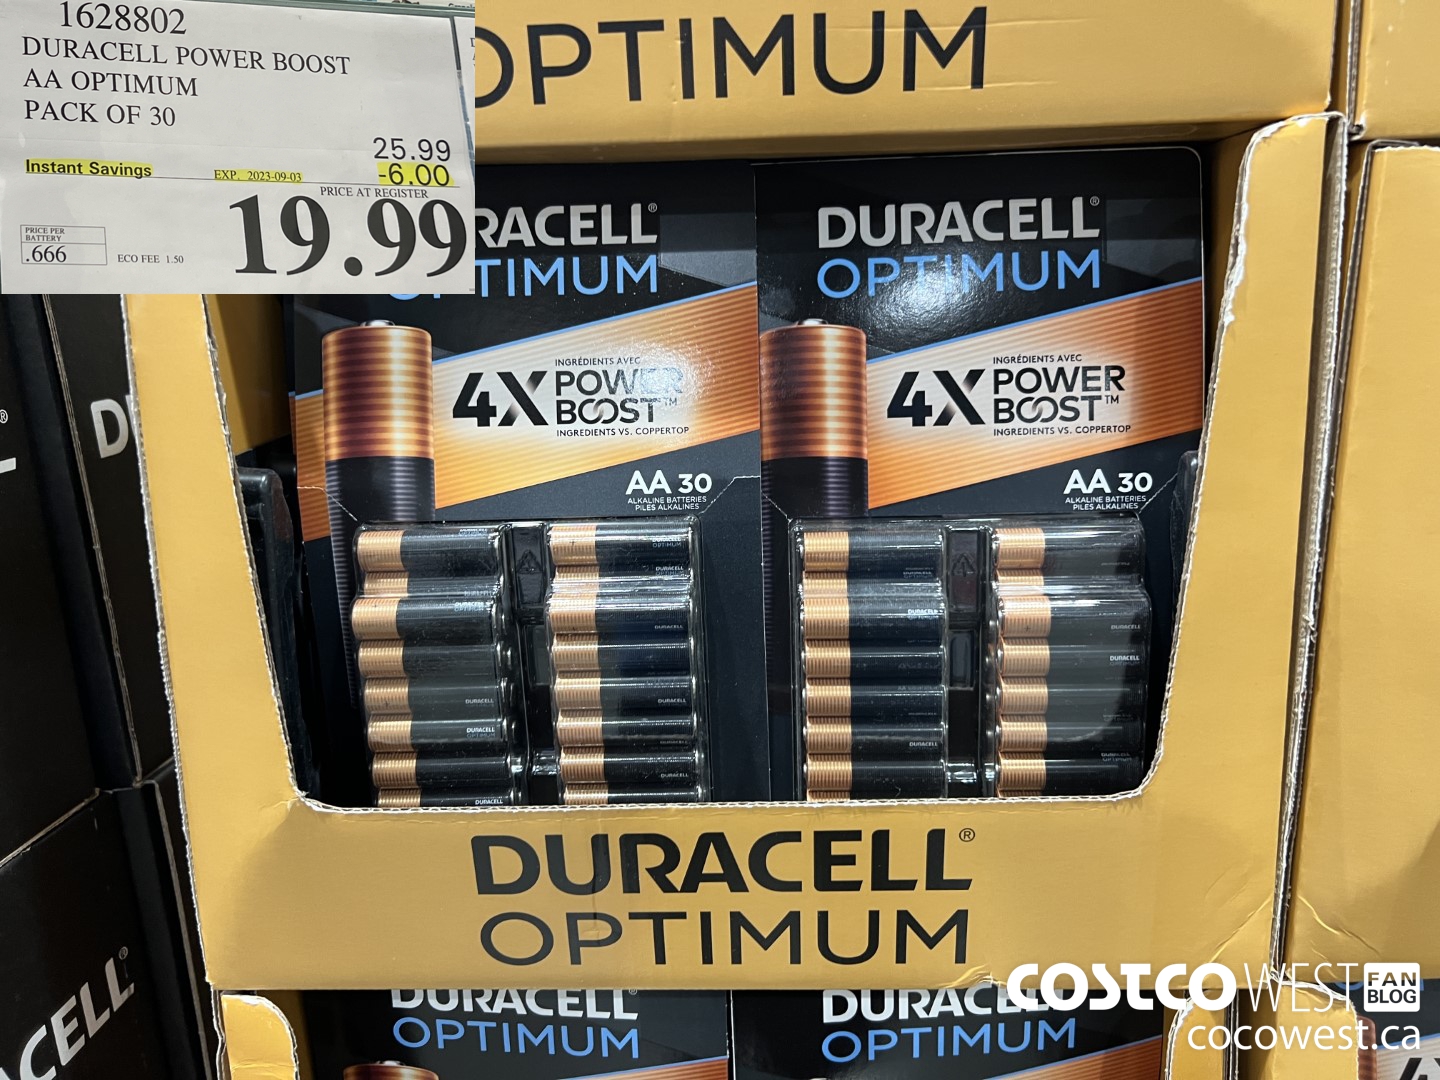 1628802
DURACELL POWER BOOST
AA OPTIMUM
PACK OF 30
25.99
Instant Savings EXP. 2023-09-03 -6.00
PRICE AT REGISTER
19.99
PRICE PER
BATTERY
.666
ECO FEE 1.50
OPTIMUM
RACELL®
OPTIMUM
INGRÉDIENTS AVEC
4X POWER
BOOST™
INGREDIENTS VS. COPPERTOP
AA 30
ALKALINE BATTERIES
PILES ALKALINES
DURACELL®
OPTIMUM
INGRÉDIENTS AVEC
4X POWER
BOOST™
INGREDIENTS VS. COPPERTOP
AA 30
ALKALINE BATTERIES
PILES ALKALINES
DURACELL®
OPTIMUM
DURACELL
OPTIMUM
DURACELL
OPTIMUM
CELL®
COSTCO WEST FAN
BLOG
cocowest.ca
4X